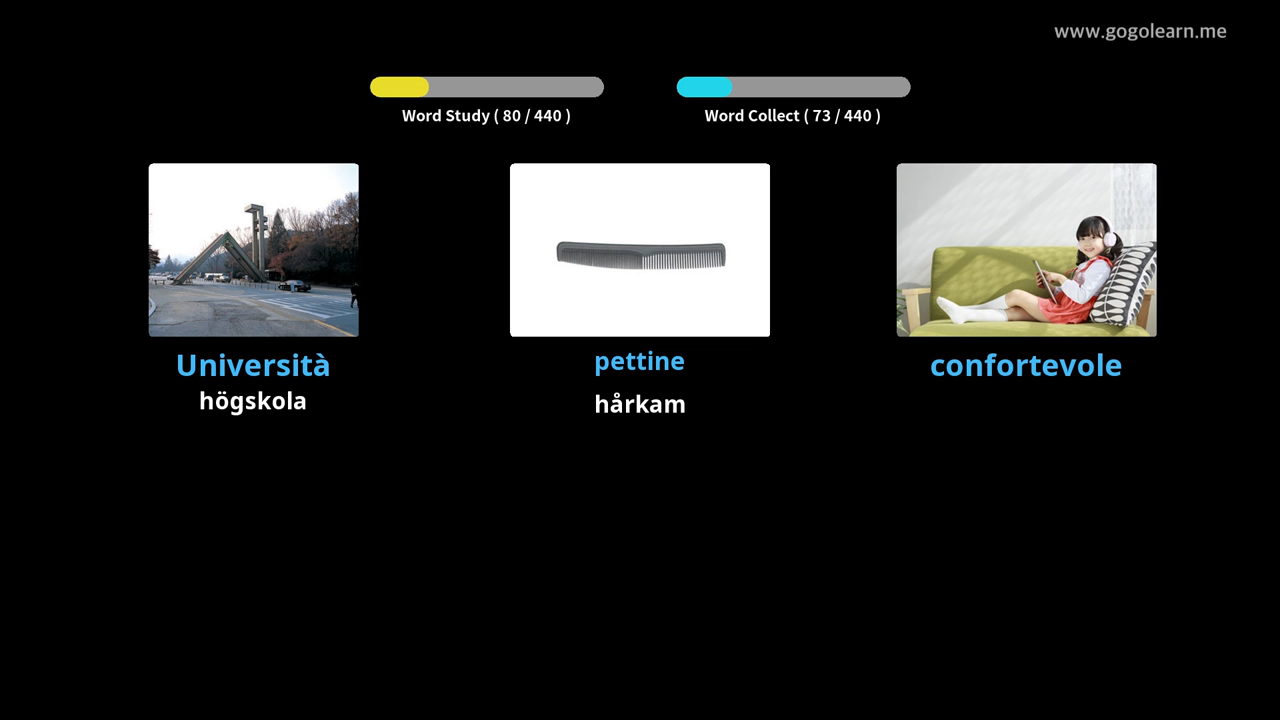 www.gogolearn.me
Word Study ( 80 / 440 )
Word Collect ( 73 / 440 )
Università
högskola
pettine
hårkam
confortevole